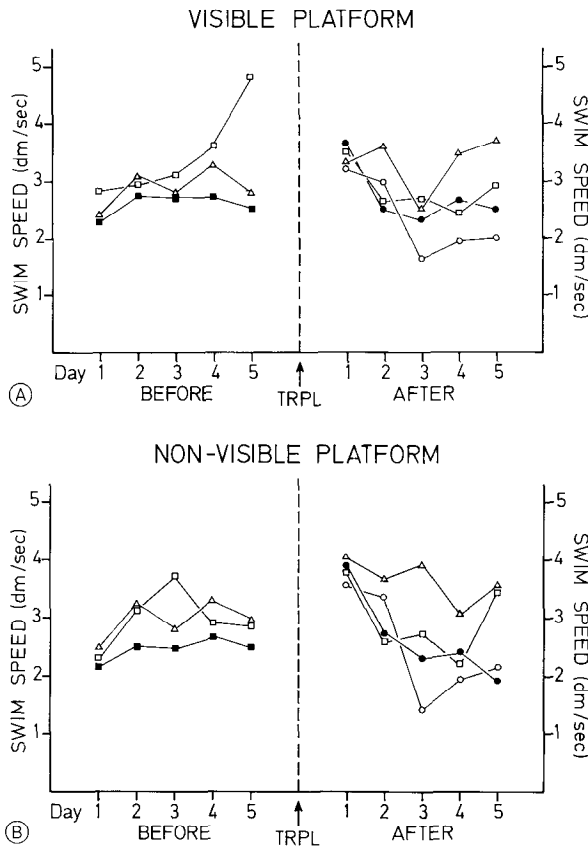 VISIBLE PLATFORM
SWIM SPEED (dm/sec)
5
4
3
2
1
5
4
3
2
1
SWIM SPEED (dm/sec)
Day 1 2 3 4 5
1 2 3 4 5
BEFORE
TRPL
AFTER
A
NON-VISIBLE PLATFORM
SWIM SPEED (dm/sec)
5
4
3
2
1
5
4
3
2
1
SWIM SPEED (dm/sec)
Day 1 2 3 4 5
1 2 3 4 5
BEFORE
TRPL
AFTER
B